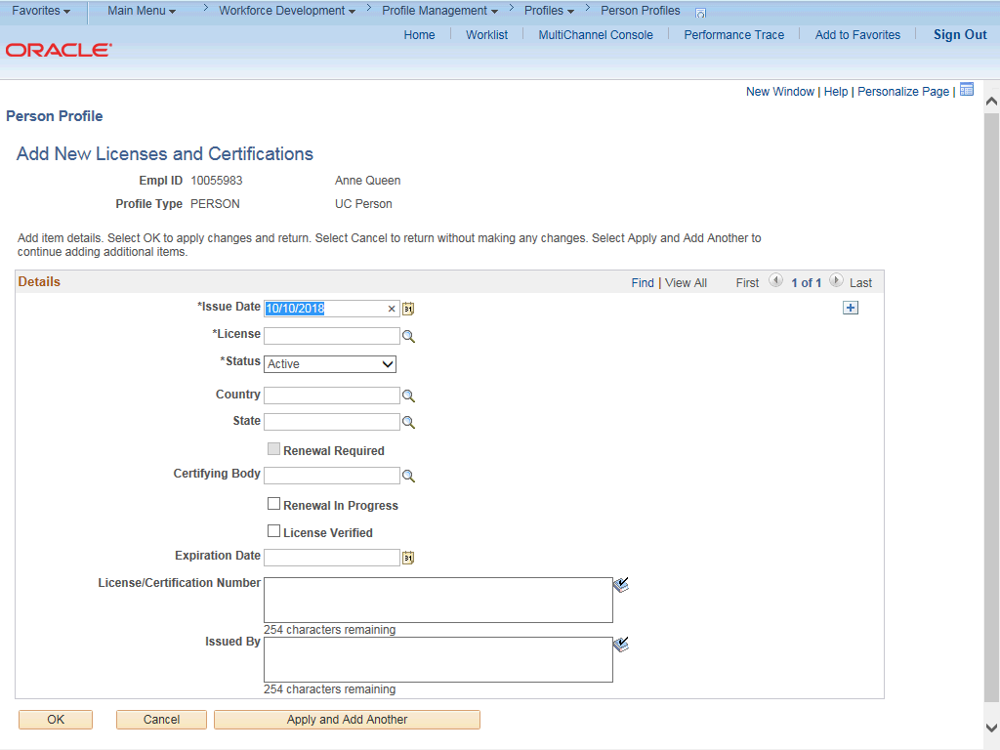 Favorites Main Menu > Workforce Development > Profile Management > Profiles > Person Profiles
Home Worklist MultiChannel Console Performance Trace Add to Favorites Sign Out
ORACLE
New Window | Help | Personalize Page |
Person Profile
Add New Licenses and Certifications
Empl ID 10055983 Anne Queen
Profile Type PERSON UC Person
Add item details. Select OK to apply changes and return. Select Cancel to return without making any changes. Select Apply and Add Another to
continue adding additional items.
Details Find | View All First 1 of 1 Last
*Issue Date 10/10/2018 × 31
*License
*Status Active
Country
State
Renewal Required
Certifying Body
Renewal In Progress
License Verified
Expiration Date 31
License/Certification Number
254 characters remaining
Issued By
254 characters remaining
OK Cancel Apply and Add Another